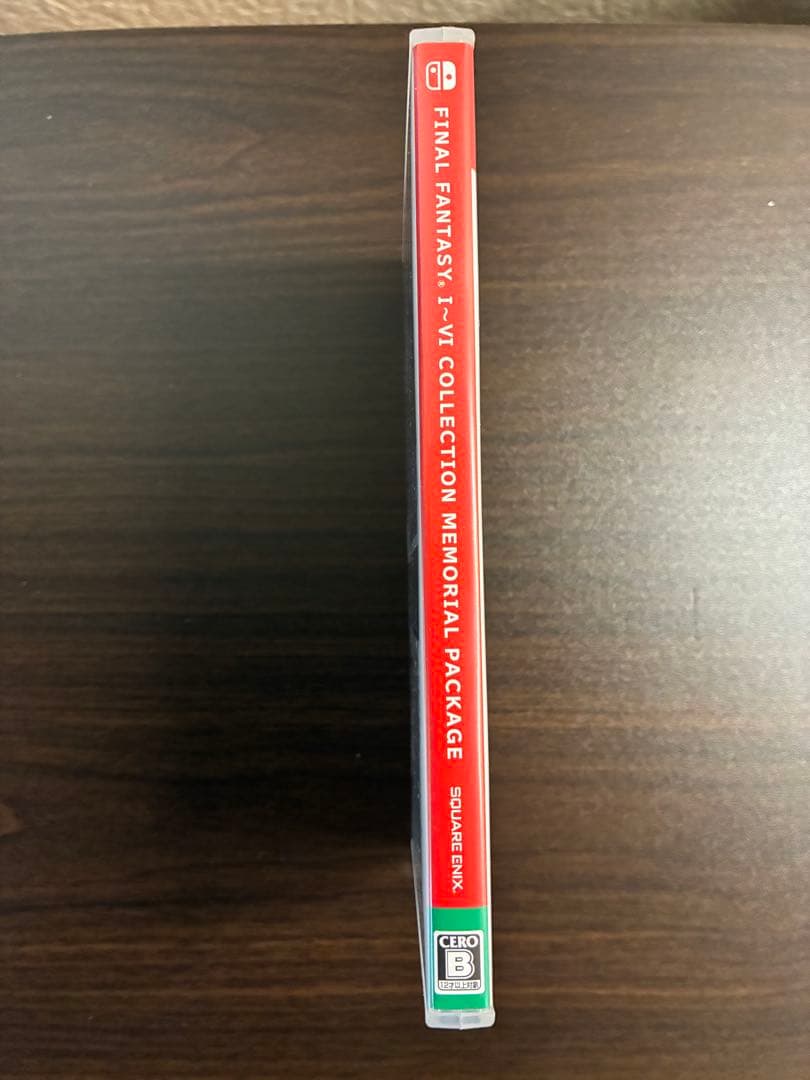 FINAL FANTASY® I~VI COLLECTION MEMORIAL PACKAGE
SQUARE ENIX
CERO
B
12才以上対象